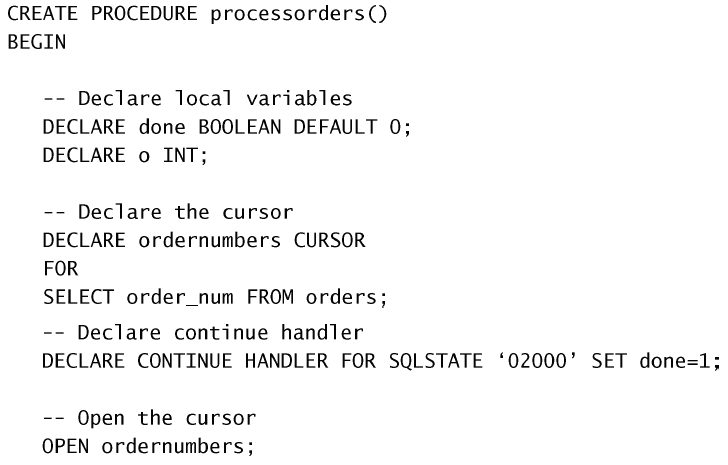 CREATE PROCEDURE processorders()
BEGIN
-- Declare local variables
DECLARE done BOOLEAN DEFAULT 0;
DECLARE o INT;
-- Declare the cursor
DECLARE ordernumbers CURSOR
FOR
SELECT order_num FROM orders;
-- Declare continue handler
DECLARE CONTINUE HANDLER FOR SQLSTATE ‘02000’ SET done=1;
-- Open the cursor
OPEN ordernumbers;